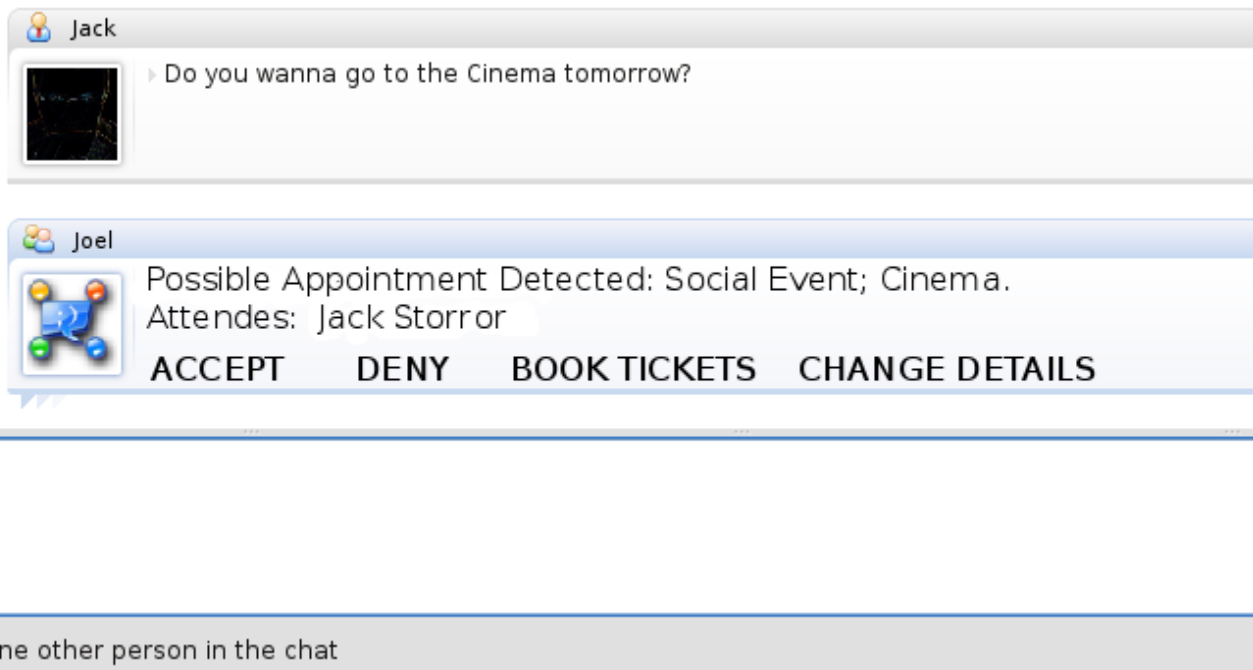 Jack
Do you wanna go to the Cinema tomorrow?
Joel
Possible Appointment Detected: Social Event; Cinema.
Attendes: Jack Storror
ACCEPT DENY BOOK TICKETS CHANGE DETAILS
ne other person in the chat